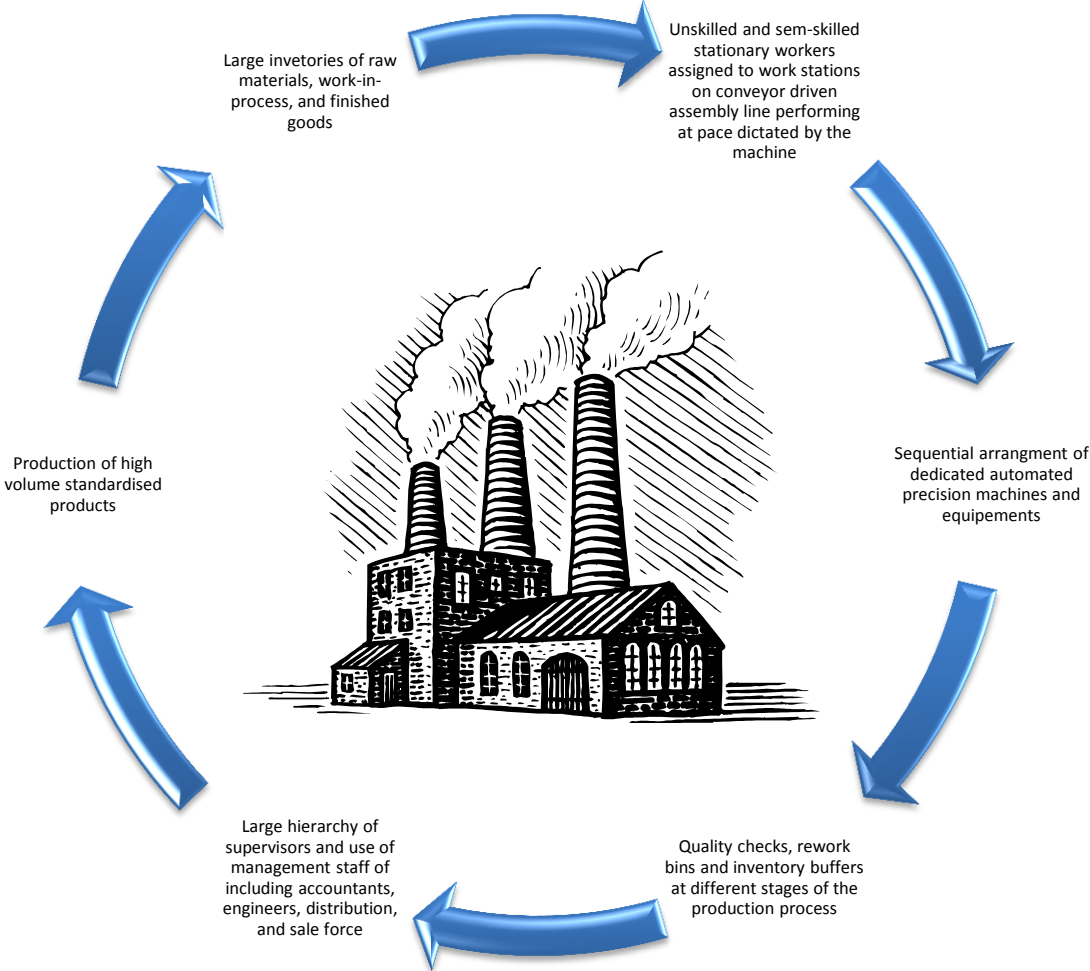 Large invetories of raw
materials, work-in-
process, and finished
goods
Unskilled and sem-skilled
stationary workers
assigned to work stations
on conveyor driven
assembly line performing
at pace dictated by the
machine
Sequential arrangment of
dedicated automated
precision machines and
equipements
Quality checks, rework
bins and inventory buffers
at different stages of the
production process
Large hierarchy of
supervisors and use of
management staff of
including accountants,
engineers, distribution,
and sale force
Production of high
volume standardised
products